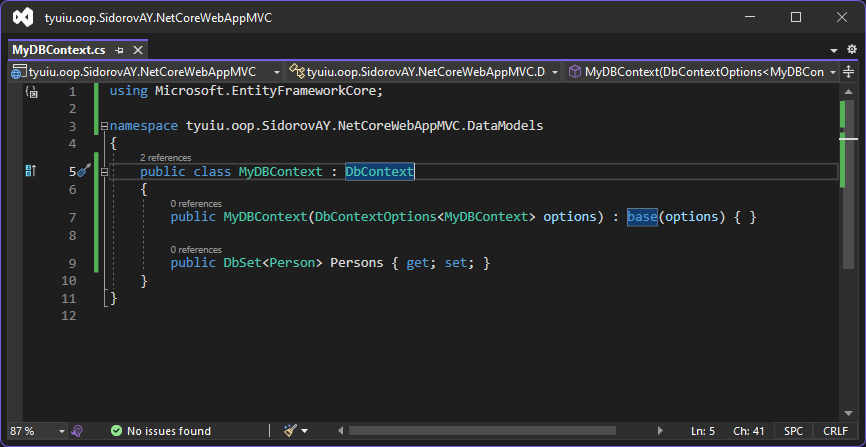 tyuiu.oop.SidorovAY.NetCoreWebAppMVC
MyDBContext.cs
tyuiu.oop.SidorovAY.NetCoreWebAppMVC
tyuiu.oop.SidorovAY.NetCoreWebAppMVC.D
MyDBContext(DbContextOptions<MyDBCon
1 using Microsoft.EntityFrameworkCore;
2
3 namespace tyuiu.oop.SidorovAY.NetCoreWebAppMVC.DataModels
4 {
2 references
5 public class MyDBContext : DbContext
6 {
0 references
7 public MyDBContext(DbContextOptions<MyDBContext> options) : base(options) { }
8
0 references
9 public DbSet<Person> Persons { get; set; }
10 }
11 }
12
87 % No issues found Ln: 5 Ch: 41 SPC CRLF